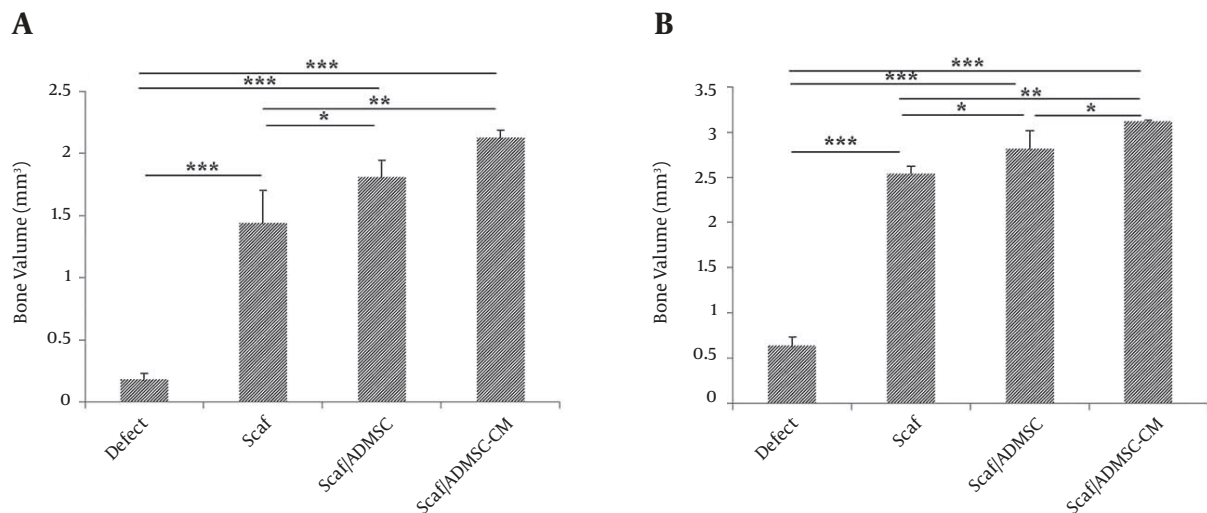 A
Bone Valume (mm³)
2.5
2
1.5
1
0.5
0
***
***
**
*
***
Defect
Scaf
Scaf/ADMSC
Scaf/ADMSC-CM
B
Bone Valume (mm³)
3.5
3
2.5
2
1.5
1
0.5
0
***
***
**
*
*
***
Defect
Scaf
Scaf/ADMSC
Scaf/ADMSC-CM